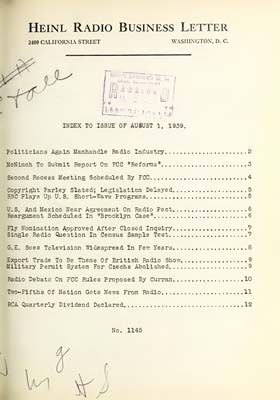 HEINL RADIO BUSINESS LETTER
2400 CALIFORNIA STREET WASHINGTON, D. C.
INDEX TO ISSUE OF AUGUST 1, 1939.
Politicians Again Manhandle Radio Industry....................2
McNinch To Submit Report On FCC "Reforms".....................3
Second Recess Meeting Scheduled By FCC........................4
Copyright Parley Slated; Legislation Delayed..................5
BBC Plays Up U.S. Short-Wave Programs.........................5
U.S. And Mexico Near Agreement On Radio Pact..................6
Reargument Scheduled In "Brooklyn Case".......................6
Fly Nomination Approved After Closed Inquiry..................7
Single Radio Question In Census Sample Test...................7
G.E. Sees Television Widespread In Few Years..................8
Export Trade To Be Theme Of British Radio Show................9
Military Permit System For Czechs Abolished...................9
Radio Debate On FCC Rules Proposed By Curran.................10
Two-Fifths Of Nation Gets News From Radio....................11
RCA Quarterly Dividend Declared..............................12
No. 1145